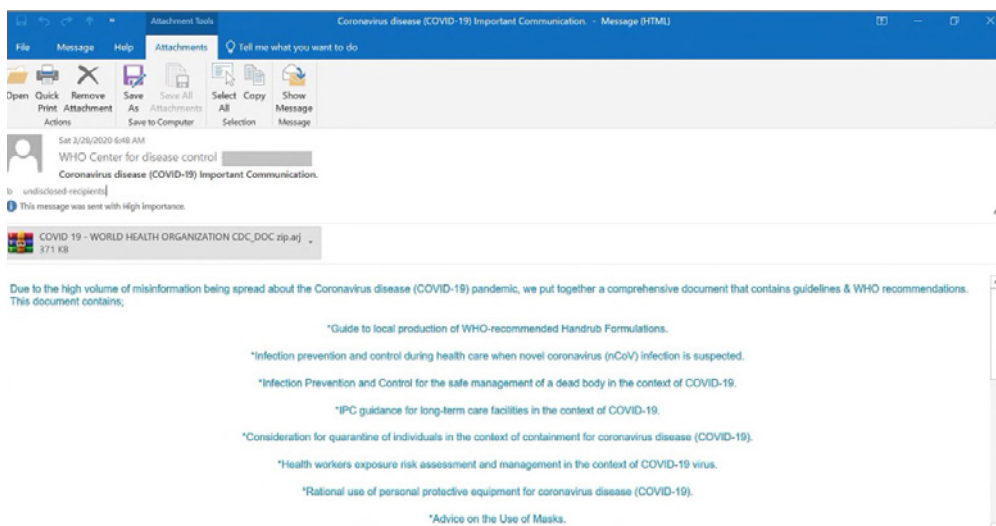 Attachment Tools
Coronavirus disease (COVID-19) Important Communication. - Message (HTML)
File Message Help Attachments Tell me what you want to do
Open Quick Print Remove Attachment Save As Save All Attachments Select All Copy Show Message
Actions Save to Computer Selection Message
Sat 3/28/2020 6:48 AM
WHO Center for disease control
Coronavirus disease (COVID-19) Important Communication.
undisclosed-recipients
This message was sent with High importance.
COVID 19 - WORLD HEALTH ORGANIZATION CDC_DOC zip.arj
371 KB
Due to the high volume of misinformation being spread about the Coronavirus disease (COVID-19) pandemic, we put together a comprehensive document that contains guidelines & WHO recommendations.
This document contains;
*Guide to local production of WHO-recommended Handrub Formulations.
*Infection prevention and control during health care when novel coronavirus (nCoV) infection is suspected.
*Infection Prevention and Control for the safe management of a dead body in the context of COVID-19.
*IPC guidance for long-term care facilities in the context of COVID-19.
*Consideration for quarantine of individuals in the context of containment for coronavirus disease (COVID-19).
*Health workers exposure risk assessment and management in the context of COVID-19 virus.
*Rational use of personal protective equipment for coronavirus disease (COVID-19).
*Advice on the Use of Masks.